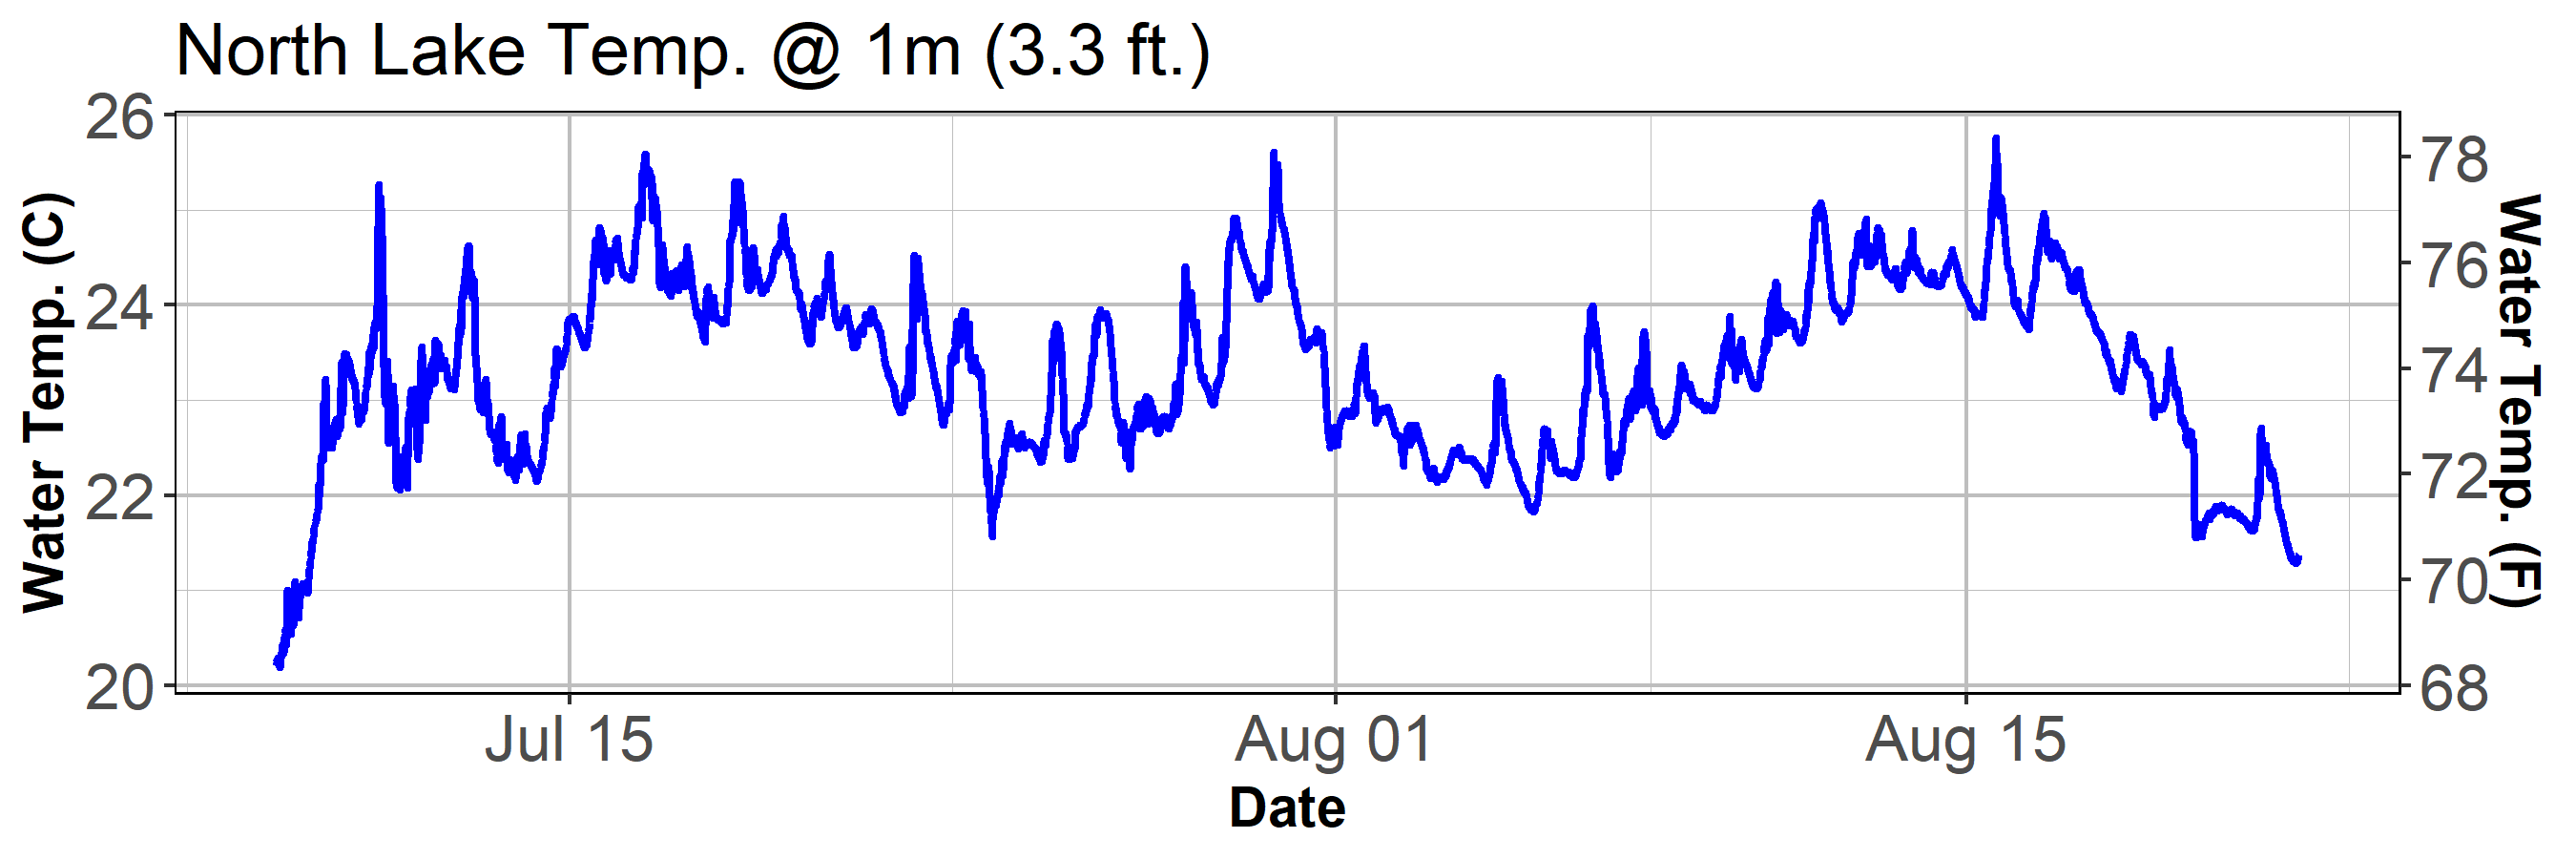 North Lake Temp. @ 1m (3.3 ft.)
26
24
22
20
Water Temp. (C)
78
76
74
72
70
68
Water Temp. (F)
Jul 15
Aug 01
Aug 15
Date